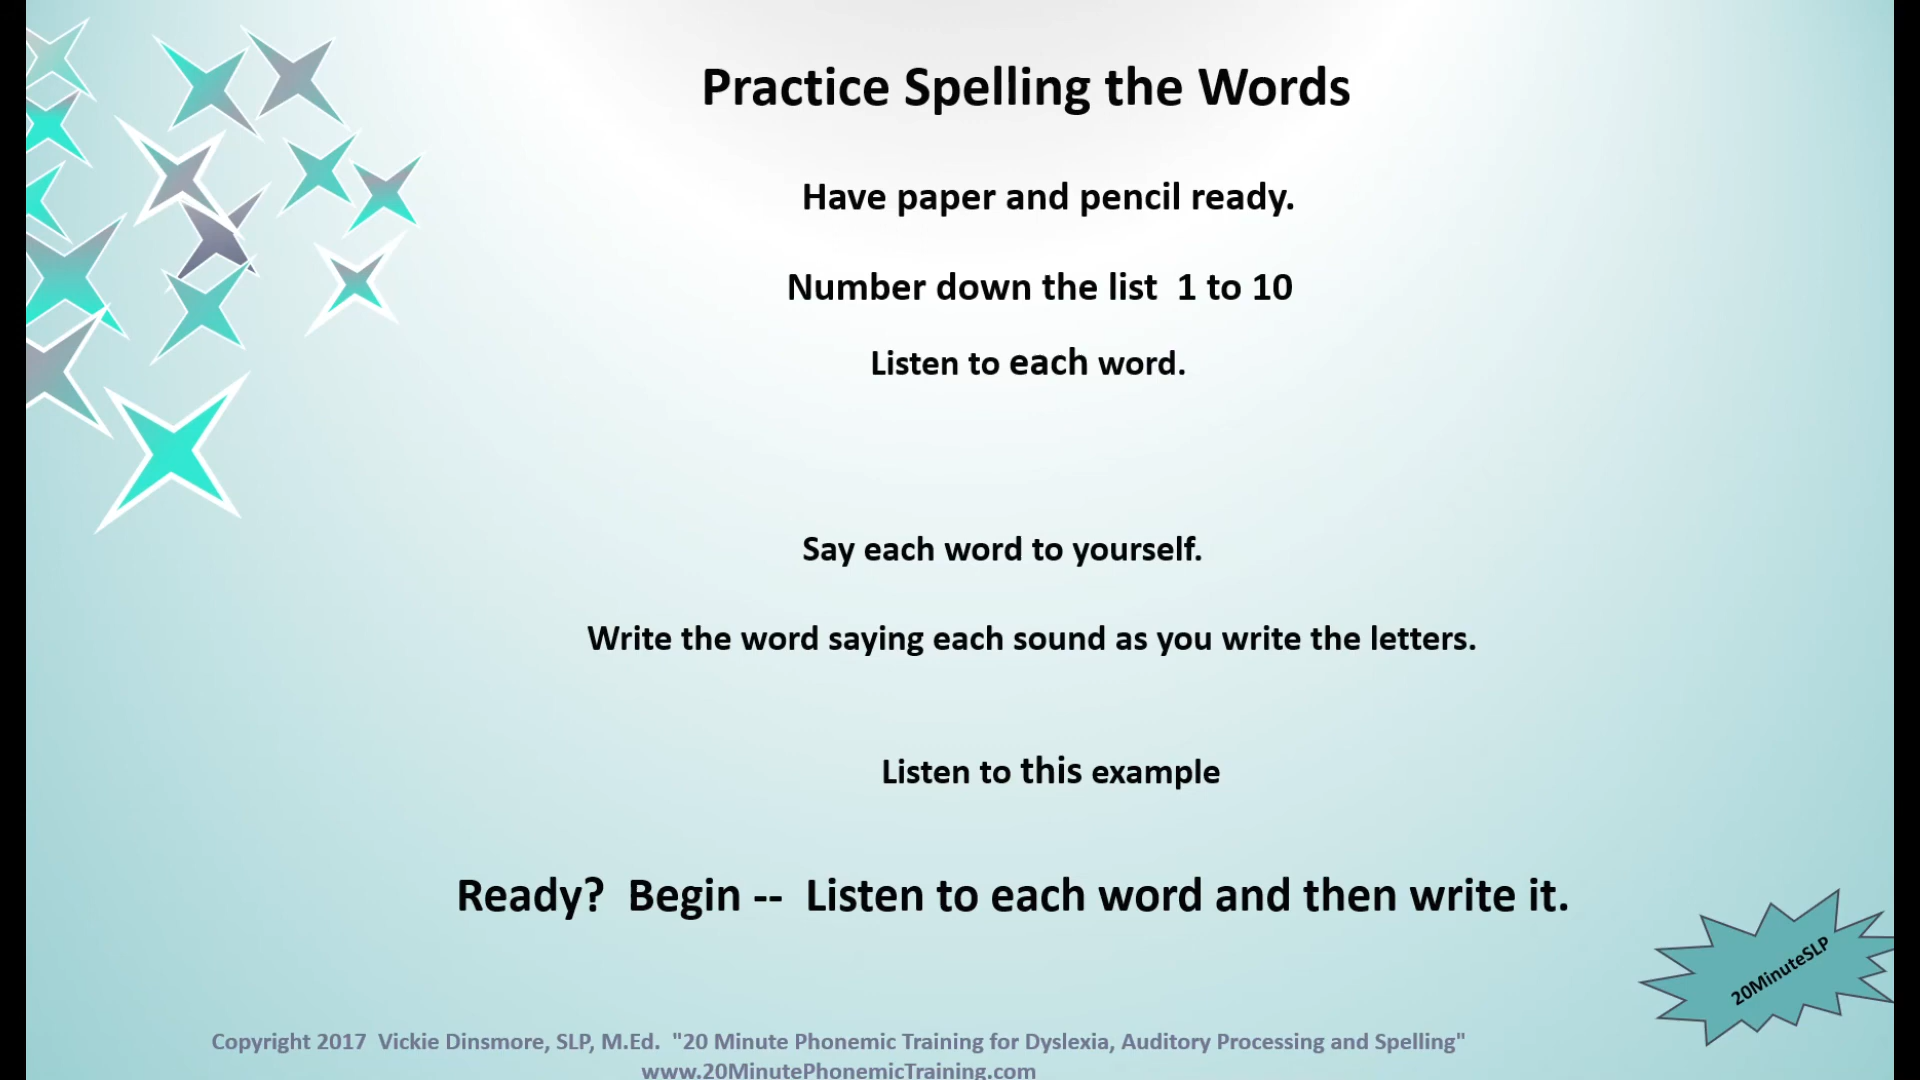 Practice Spelling the Words
Have paper and pencil ready.
Number down the list  1 to 10
Listen to each word.
Say each word to yourself.
Write the word saying each sound as you write the letters.
Listen to this example
Ready?  Begin --  Listen to each word and then write it.
20MinuteSLP
Copyright 2017  Vickie Dinsmore, SLP, M.Ed.  "20 Minute Phonemic Training for Dyslexia, Auditory Processing and Spelling"
www.20MinutePhonemicTraining.com